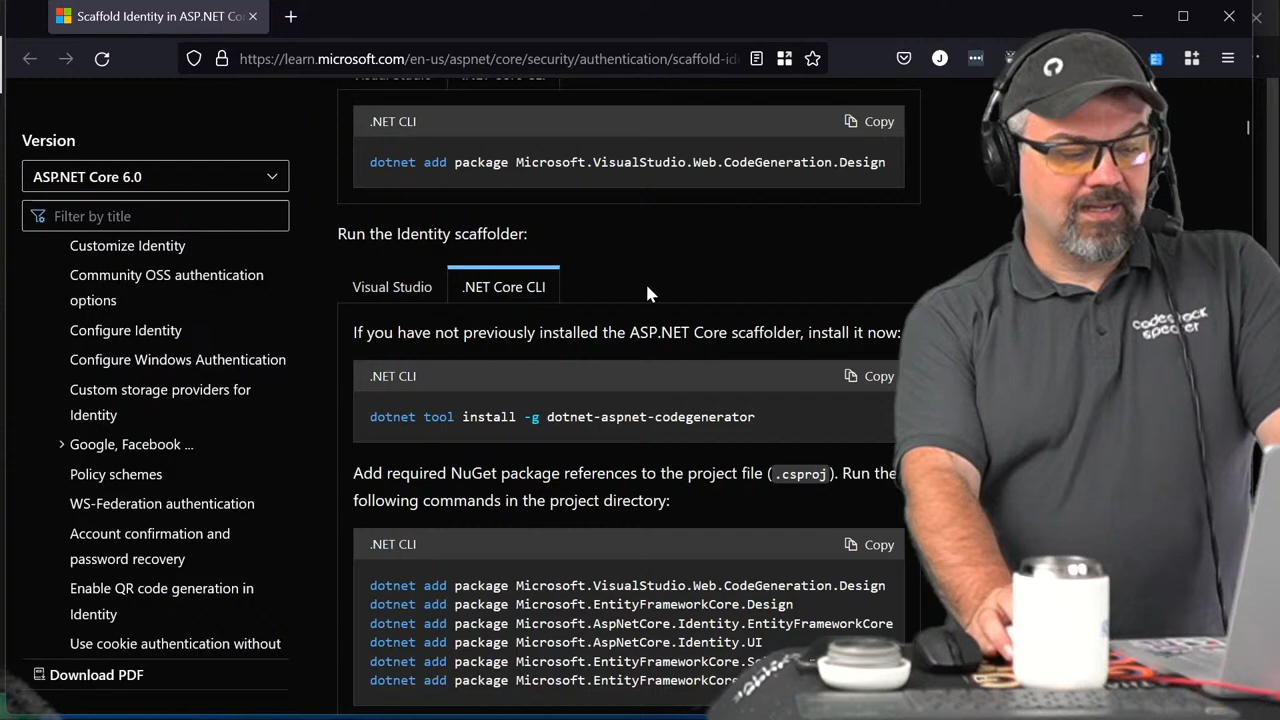 Scaffold Identity in ASP.NET Co
https://learn.microsoft.com/en-us/aspnet/core/security/authentication/scaffold-id
Version
ASP.NET Core 6.0
Filter by title
Customize Identity
Community OSS authentication
options
Configure Identity
Configure Windows Authentication
Custom storage providers for
Identity
Google, Facebook ...
Policy schemes
WS-Federation authentication
Account confirmation and
password recovery
Enable QR code generation in
Identity
Use cookie authentication without
Download PDF
.NET CLI
Copy
dotnet add package Microsoft.VisualStudio.Web.CodeGeneration.Design
Run the Identity scaffolder:
Visual Studio
.NET Core CLI
If you have not previously installed the ASP.NET Core scaffolder, install it now:
.NET CLI
Copy
dotnet tool install -g dotnet-aspnet-codegenerator
Add required NuGet package references to the project file (.csproj). Run the
following commands in the project directory:
.NET CLI
Copy
dotnet add package Microsoft.VisualStudio.Web.CodeGeneration.Design
dotnet add package Microsoft.EntityFrameworkCore.Design
dotnet add package Microsoft.AspNetCore.Identity.EntityFrameworkCore
dotnet add package Microsoft.AspNetCore.Identity.UI
dotnet add package Microsoft.EntityFrameworkCore.S
dotnet add package Microsoft.EntityFrameworkCore
Codestock
speaker